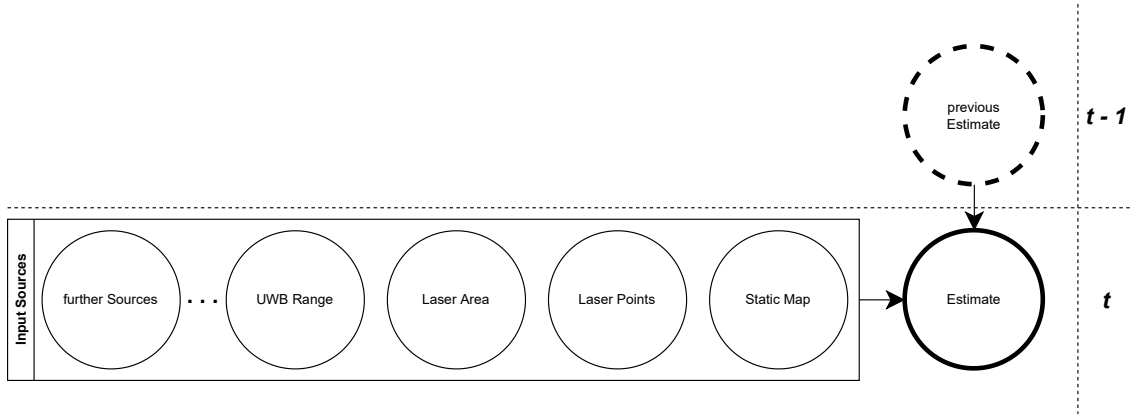 previous
Estimate
t - 1
Input Sources
further Sources
. . .
UWB Range
Laser Area
Laser Points
Static Map
Estimate
t